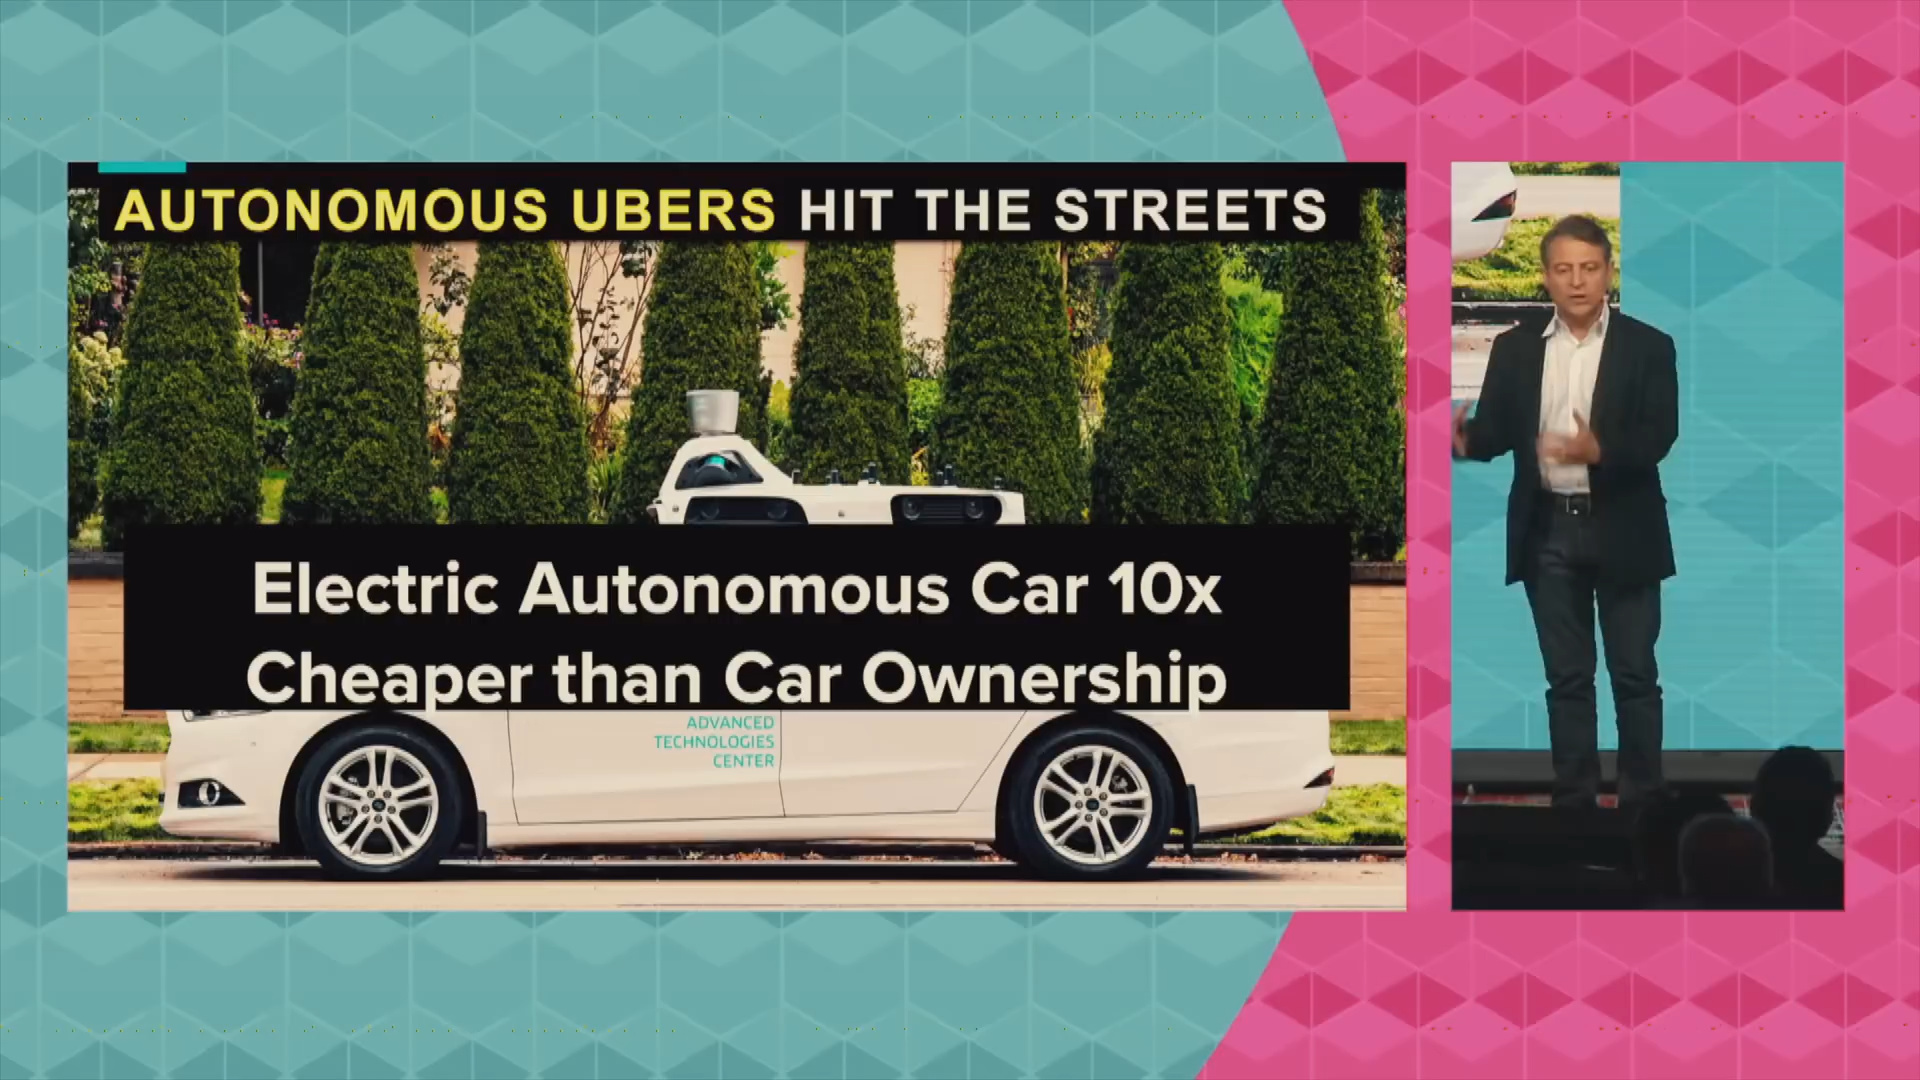 AUTONOMOUS UBERS HIT THE STREETS
Electric Autonomous Car 10x
Cheaper than Car Ownership
ADVANCED
TECHNOLOGIES
CENTER